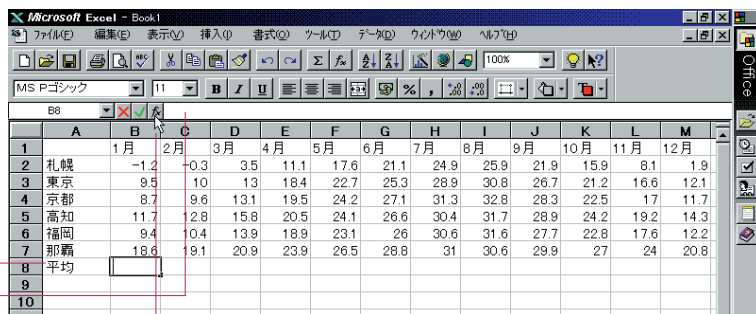 Microsoft Excel - Book1
ファイル(F) 編集(E) 表示(V) 挿入(I) 書式(O) ツール(T) データ(D) ウィンドウ(W) ヘルプ(H)
100%
MS Pゴシック 11 B I U % ,
B8
A B C D E F G H I J K L M
1 1月 2月 3月 4月 5月 6月 7月 8月 9月 10月 11月 12月
2 札幌 -1.2 -0.3 3.5 11.1 17.6 21.1 24.9 25.9 21.9 15.9 8.1 1.9
3 東京 9.5 10 13 18.4 22.7 25.3 28.9 30.8 26.7 21.2 16.6 12.1
4 京都 8.7 9.6 13.1 19.5 24.2 27.1 31.3 32.8 28.3 22.5 17 11.7
5 高知 11.7 12.8 15.8 20.5 24.1 26.6 30.4 31.7 28.9 24.2 19.2 14.3
6 福岡 9.4 10.4 13.9 18.9 23.1 26 30.6 31.6 27.7 22.8 17.6 12.2
7 那覇 18.6 19.1 20.9 23.9 26.5 28.8 31 30.6 29.9 27 24 20.8
8 平均
9
10
Office